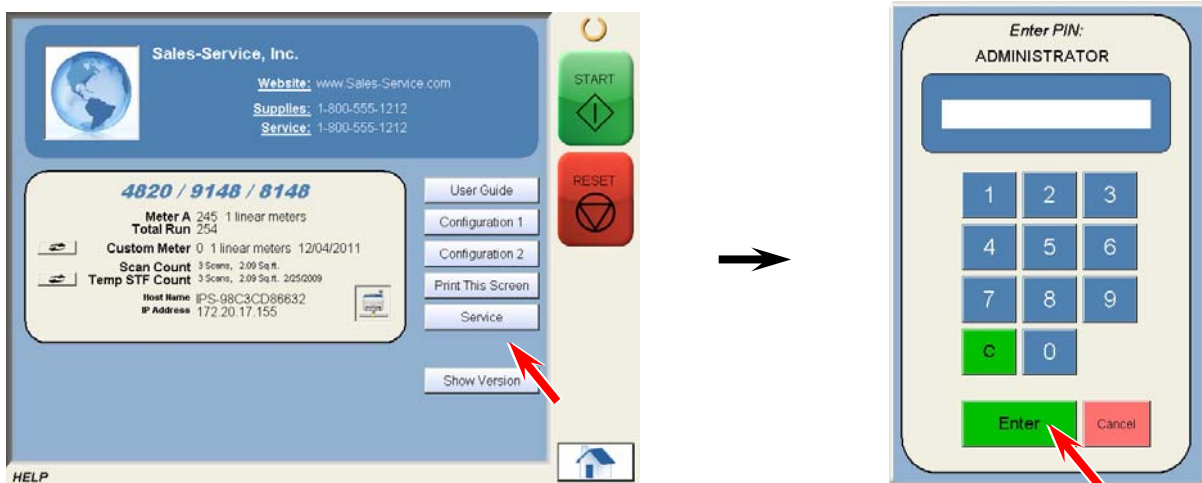 Sales-Service, Inc.
Website: www.Sales-Service.com
Supplies: 1-800-555-1212
Service: 1-800-555-1212
4820 / 9148 / 8148
Meter A 245 1 linear meters
Total Run 254
Custom Meter 0 1 linear meters 12/04/2011
Scan Count 3 Scans, 2.09 Sq.ft.
Temp STF Count 3 Scans, 2.09 Sq.ft. 2/25/2009
Host Name IPS-98C3CD86632
IP Address 172.20.17.155
User Guide
Configuration 1
Configuration 2
Print This Screen
Service
Show Version
HELP
START
RESET
Enter PIN:
ADMINISTRATOR
1 2 3
4 5 6
7 8 9
C 0
Enter Cancel